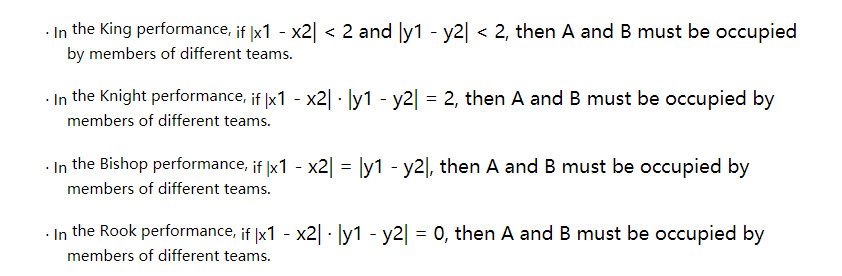 · In the King performance, if |x1 - x2| < 2 and |y1 - y2| < 2, then A and B must be occupied
by members of different teams.
· In the Knight performance, if |x1 - x2| · |y1 - y2| = 2, then A and B must be occupied by
members of different teams.
· In the Bishop performance, if |x1 - x2| = |y1 - y2|, then A and B must be occupied by
members of different teams.
· In the Rook performance, if |x1 - x2| · |y1 - y2| = 0, then A and B must be occupied by
members of different teams.